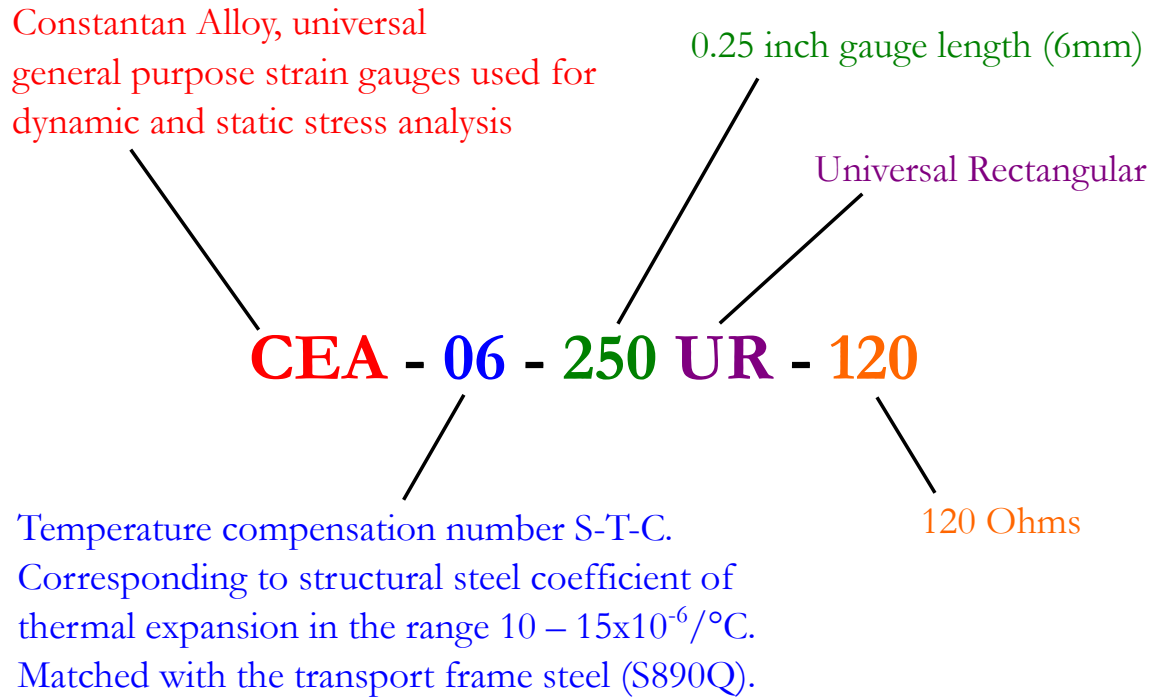 Constantan Alloy, universal
general purpose strain gauges used for
dynamic and static stress analysis
0.25 inch gauge length (6mm)
Universal Rectangular
CEA - 06 - 250 UR - 120
Temperature compensation number S-T-C.
Corresponding to structural steel coefficient of
thermal expansion in the range 10 – 15x10⁻⁶/°C.
Matched with the transport frame steel (S890Q).
120 Ohms